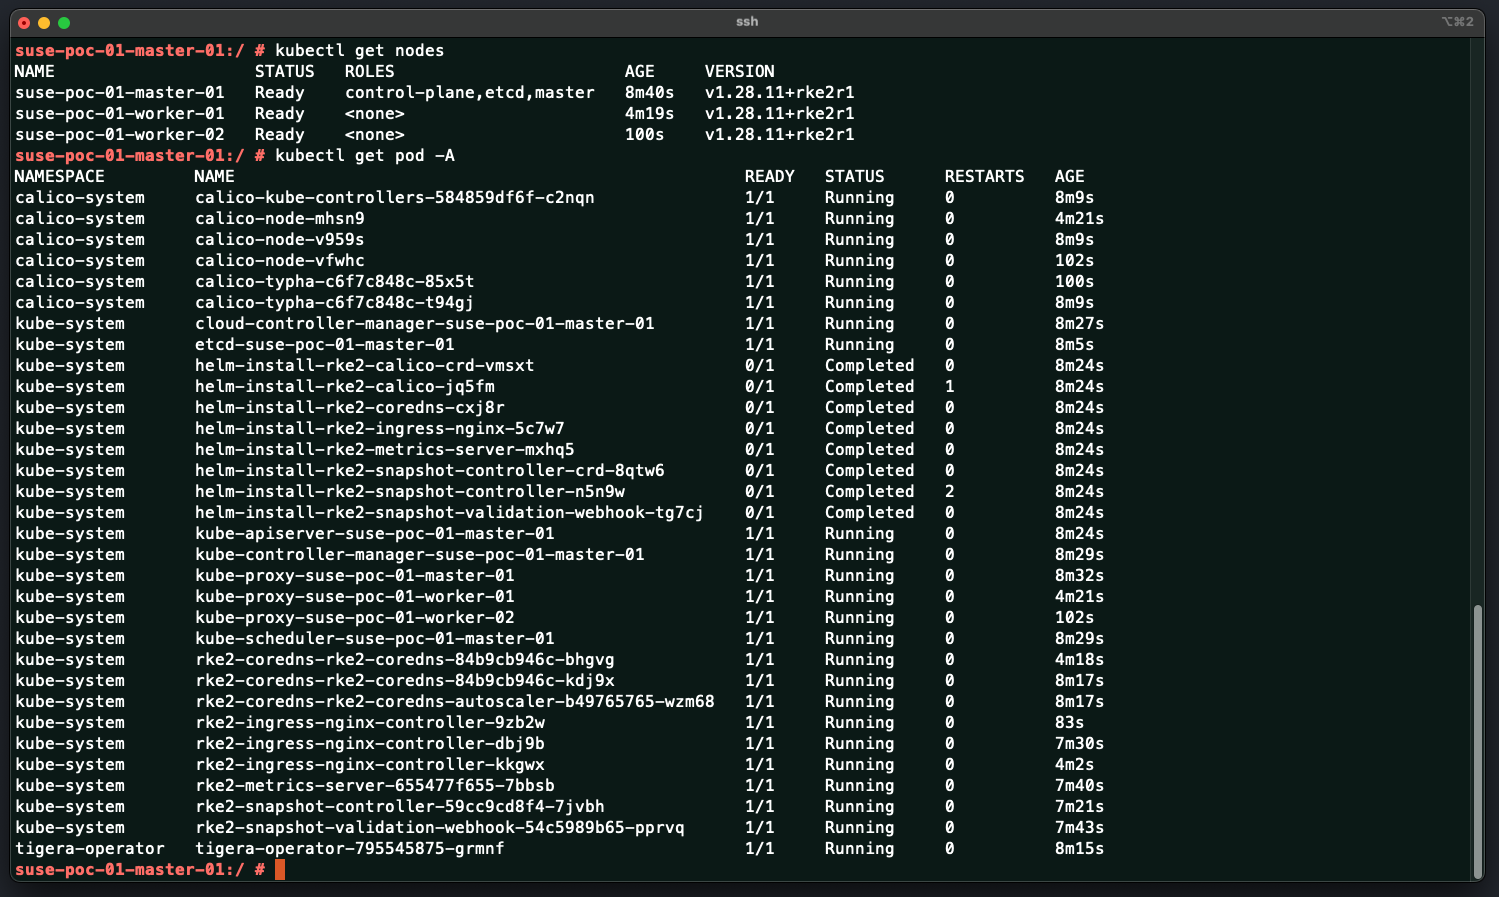 ssh
⌥⌘2
suse-poc-01-master-01:/ # kubectl get nodes
NAME                    STATUS   ROLES                       AGE     VERSION
suse-poc-01-master-01   Ready    control-plane,etcd,master   8m40s   v1.28.11+rke2r1
suse-poc-01-worker-01   Ready    <none>                      4m19s   v1.28.11+rke2r1
suse-poc-01-worker-02   Ready    <none>                      100s    v1.28.11+rke2r1
suse-poc-01-master-01:/ # kubectl get pod -A
NAMESPACE         NAME                                                   READY   STATUS      RESTARTS   AGE
calico-system     calico-kube-controllers-584859df6f-c2nqn               1/1     Running     0          8m9s
calico-system     calico-node-mhsn9                                      1/1     Running     0          4m21s
calico-system     calico-node-v959s                                      1/1     Running     0          8m9s
calico-system     calico-node-vfwhc                                      1/1     Running     0          102s
calico-system     calico-typha-c6f7c848c-85x5t                           1/1     Running     0          100s
calico-system     calico-typha-c6f7c848c-t94gj                           1/1     Running     0          8m9s
kube-system       cloud-controller-manager-suse-poc-01-master-01         1/1     Running     0          8m27s
kube-system       etcd-suse-poc-01-master-01                             1/1     Running     0          8m5s
kube-system       helm-install-rke2-calico-crd-vmsxt                     0/1     Completed   0          8m24s
kube-system       helm-install-rke2-calico-jq5fm                         0/1     Completed   1          8m24s
kube-system       helm-install-rke2-coredns-cxj8r                        0/1     Completed   0          8m24s
kube-system       helm-install-rke2-ingress-nginx-5c7w7                  0/1     Completed   0          8m24s
kube-system       helm-install-rke2-metrics-server-mxhq5                 0/1     Completed   0          8m24s
kube-system       helm-install-rke2-snapshot-controller-crd-8qtw6        0/1     Completed   0          8m24s
kube-system       helm-install-rke2-snapshot-controller-n5n9w            0/1     Completed   2          8m24s
kube-system       helm-install-rke2-snapshot-validation-webhook-tg7cj    0/1     Completed   0          8m24s
kube-system       kube-apiserver-suse-poc-01-master-01                   1/1     Running     0          8m24s
kube-system       kube-controller-manager-suse-poc-01-master-01          1/1     Running     0          8m29s
kube-system       kube-proxy-suse-poc-01-master-01                       1/1     Running     0          8m32s
kube-system       kube-proxy-suse-poc-01-worker-01                       1/1     Running     0          4m21s
kube-system       kube-proxy-suse-poc-01-worker-02                       1/1     Running     0          102s
kube-system       kube-scheduler-suse-poc-01-master-01                   1/1     Running     0          8m29s
kube-system       rke2-coredns-rke2-coredns-84b9cb946c-bhgvg             1/1     Running     0          4m18s
kube-system       rke2-coredns-rke2-coredns-84b9cb946c-kdj9x             1/1     Running     0          8m17s
kube-system       rke2-coredns-rke2-coredns-autoscaler-b49765765-wzm68   1/1     Running     0          8m17s
kube-system       rke2-ingress-nginx-controller-9zb2w                    1/1     Running     0          83s
kube-system       rke2-ingress-nginx-controller-dbj9b                    1/1     Running     0          7m30s
kube-system       rke2-ingress-nginx-controller-kkgwx                    1/1     Running     0          4m2s
kube-system       rke2-metrics-server-655477f655-7bbsb                   1/1     Running     0          7m40s
kube-system       rke2-snapshot-controller-59cc9cd8f4-7jvbh              1/1     Running     0          7m21s
kube-system       rke2-snapshot-validation-webhook-54c5989b65-pprvq      1/1     Running     0          7m43s
tigera-operator   tigera-operator-795545875-grmnf                        1/1     Running     0          8m15s
suse-poc-01-master-01:/ #